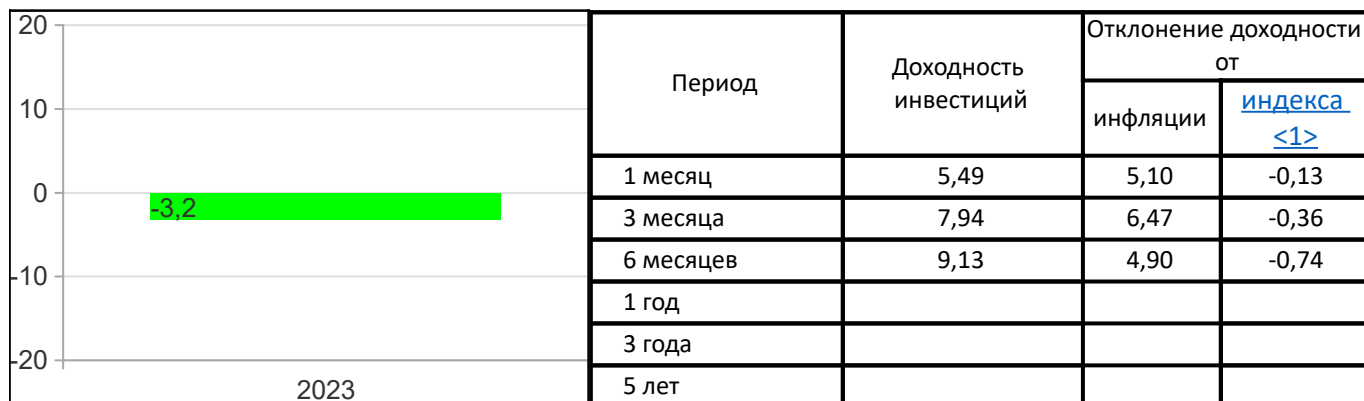 20
10
0
-10
-20
-3,2
2023
Период
Доходность
инвестиций
Отклонение доходности
от
инфляции
индекса
<1>
1 месяц 5,49 5,10 -0,13
3 месяца 7,94 6,47 -0,36
6 месяцев 9,13 4,90 -0,74
1 год
3 года
5 лет